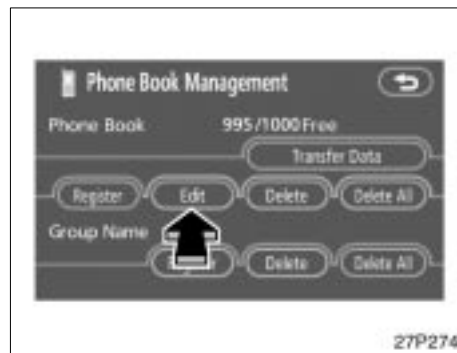 Phone Book Management
Phone Book 995/1000 Free
Transfer Data
Register Edit Delete Delete All
Group Name
Delete Delete All
27P274